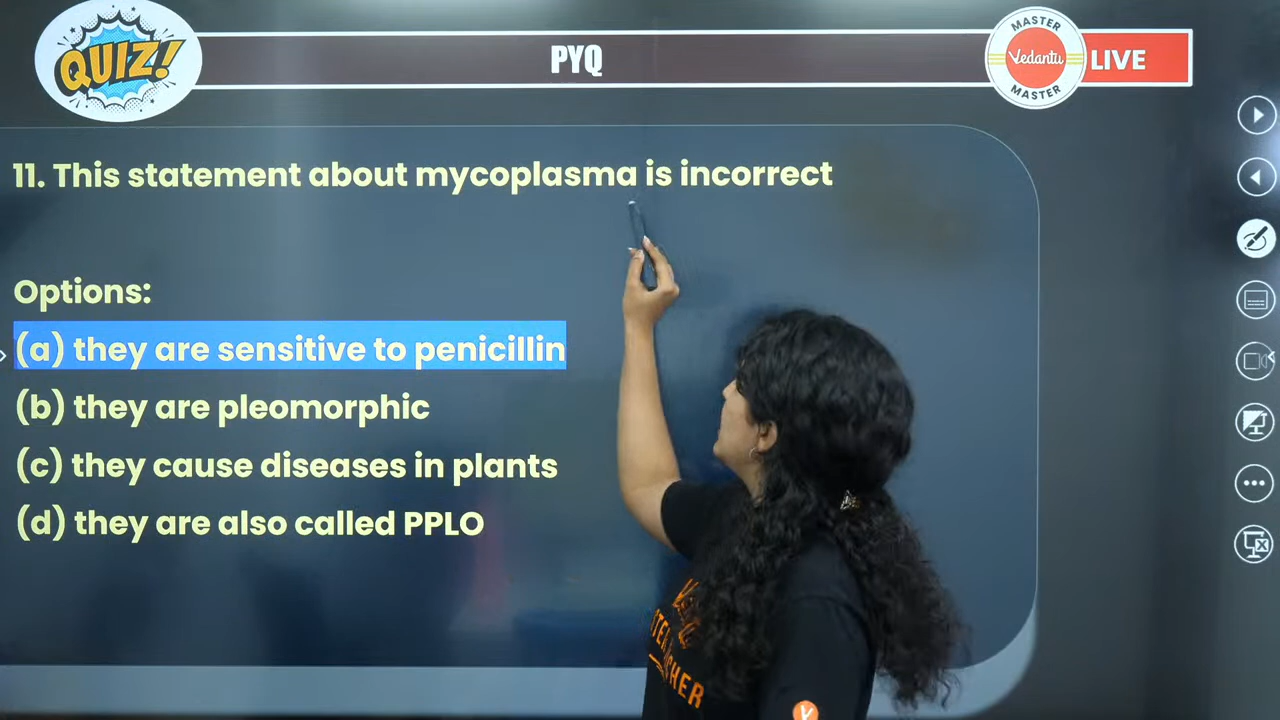 QUIZ!
PYQ
MASTER
Vedantu
MASTER
LIVE
11. This statement about mycoplasma is incorrect
Options:
(a) they are sensitive to penicillin
(b) they are pleomorphic
(c) they cause diseases in plants
(d) they are also called PPLO